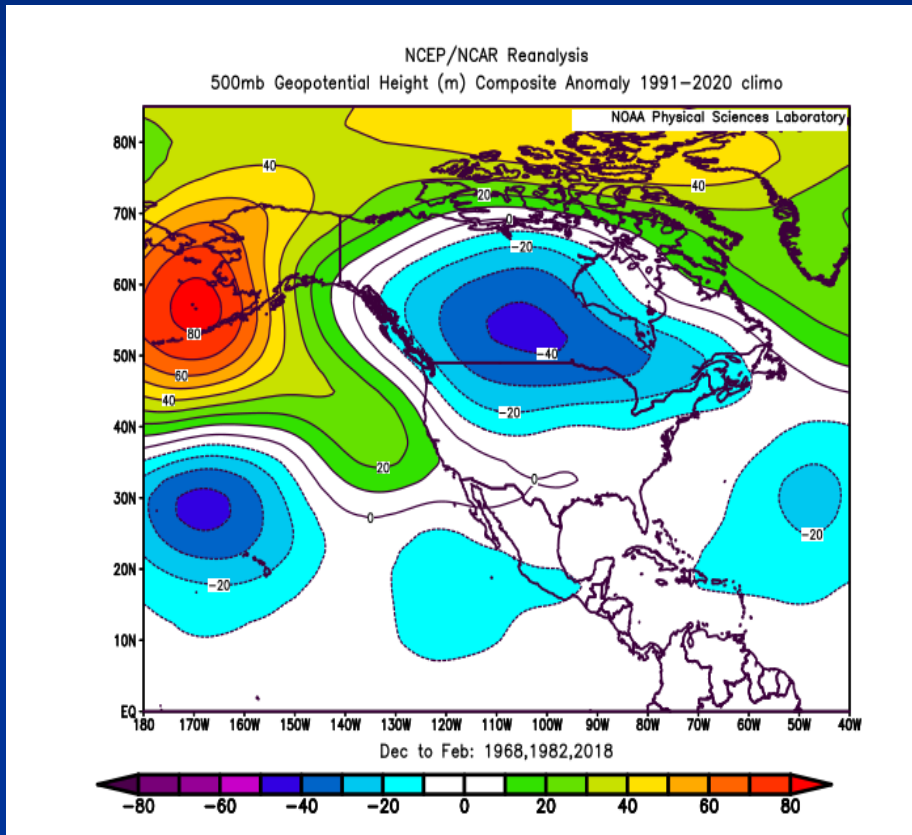 NCEP/NCAR Reanalysis
500mb Geopotential Height (m) Composite Anomaly 1991−2020 climo
NOAA Physical Sciences Laboratory
80N
40
40
20
70N
0
−20
60N
80
50N
−40
60
40
−20
40N
20
0
30N
0
−20
20N
−20
10N
EQ
180 170W 160W 150W 140W 130W 120W 110W 100W 90W 80W 70W 60W 50W 40W
Dec to Feb: 1968,1982,2018
−80 −60 −40 −20 0 20 40 60 80